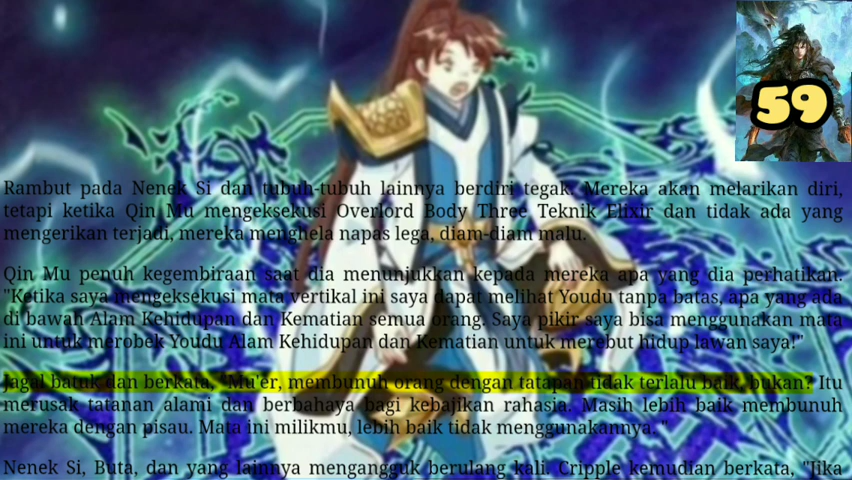 59
Rambut pada Nenek Si dan tubuh-tubuh lainnya berdiri tegak. Mereka akan melarikan diri,
tetapi ketika Qin Mu mengeksekusi Overlord Body Three Teknik Elixir dan tidak ada yang
mengerikan terjadi, mereka menghela napas lega, diam-diam malu.
Qin Mu penuh kegembiraan saat dia menunjukkan kepada mereka apa yang dia perhatikan.
"Ketika saya mengeksekusi mata vertikal ini saya dapat melihat Youdu tanpa batas, apa yang ada
di bawah Alam Kehidupan dan Kematian semua orang. Saya pikir saya bisa menggunakan mata
ini untuk merobek Youdu Alam Kehidupan dan Kematian untuk merebut hidup lawan saya!"
Jagal batuk dan berkata, "Mu'er, membunuh orang dengan tatapan tidak terlalu baik, bukan? Itu
merusak tatanan alami dan berbahaya bagi kebajikan rahasia. Masih lebih baik membunuh
mereka dengan pisau. Mata ini milikmu, lebih baik tidak menggunakannya. "
Nenek Si, Buta, dan yang lainnya mengangguk berulang kali. Cripple kemudian berkata, "Jika